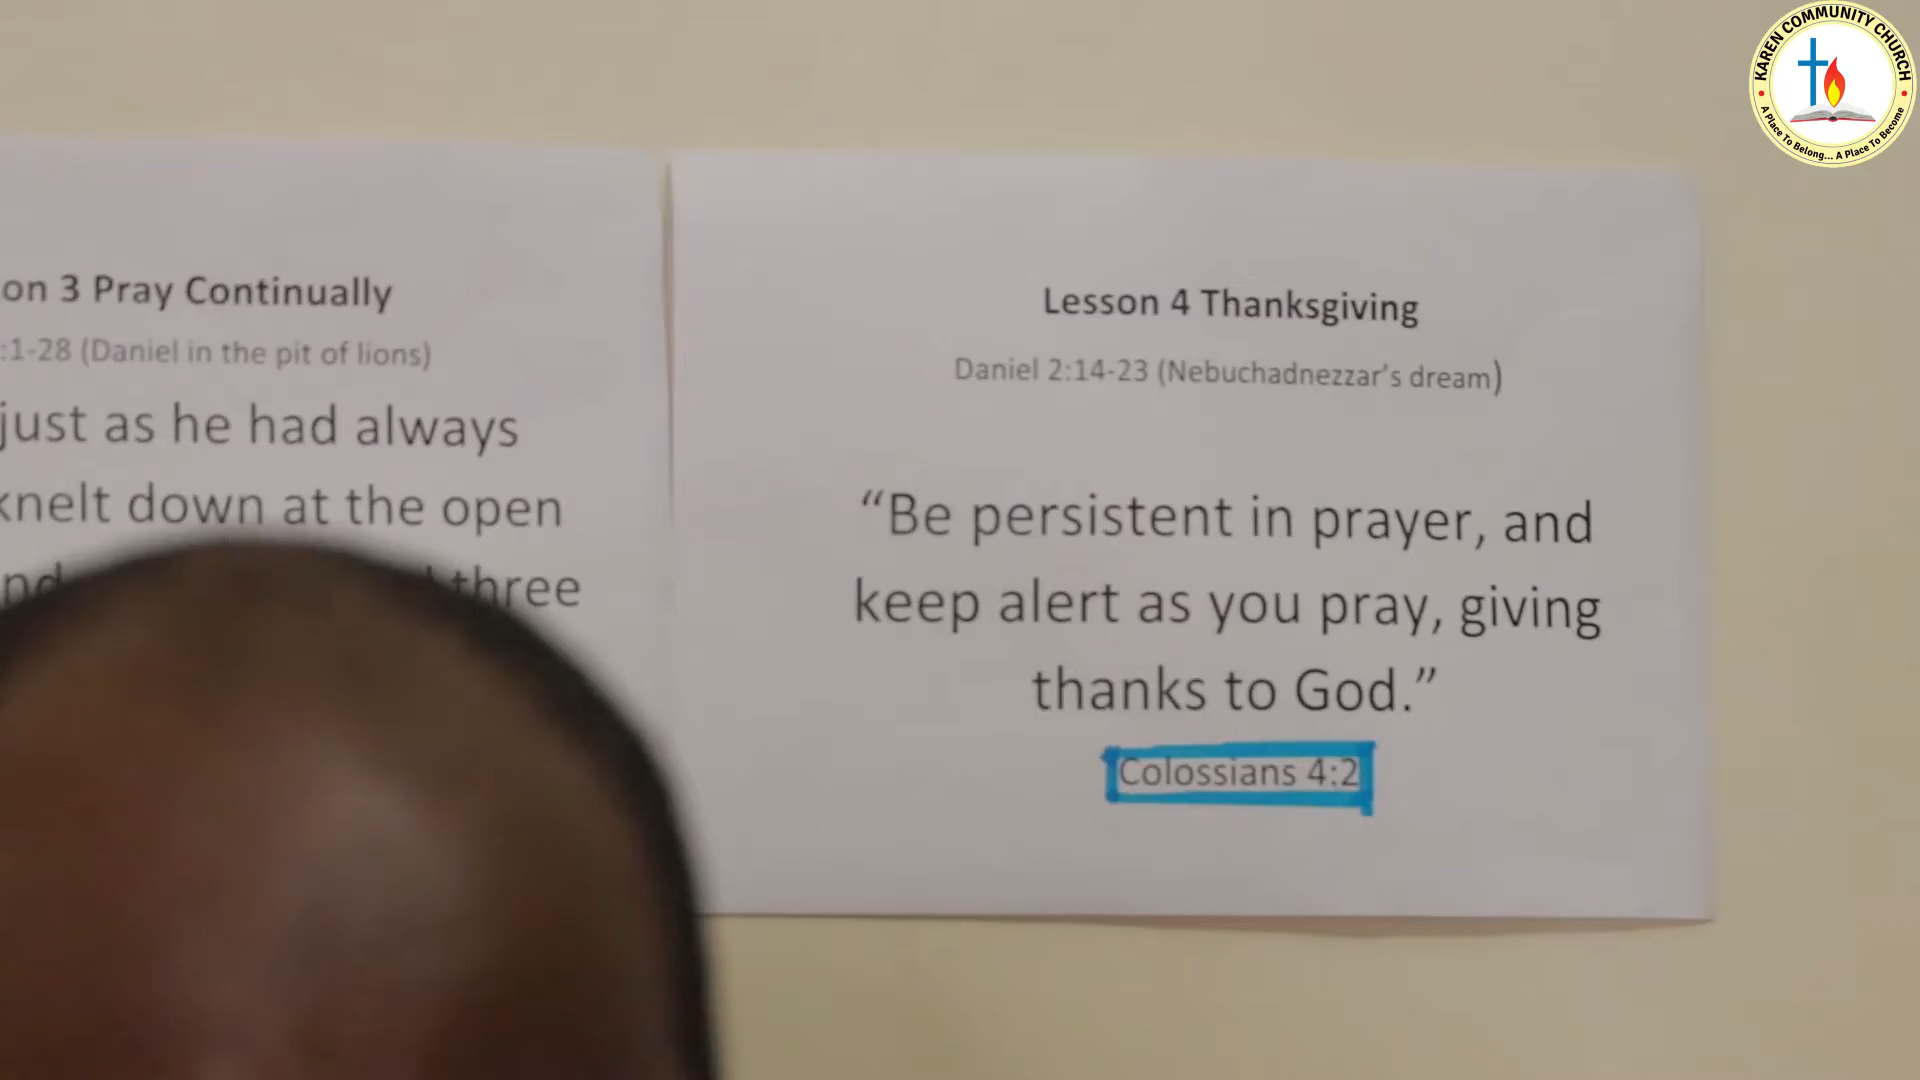 on 3 Pray Continually
:1-28 (Daniel in the pit of lions)
just as he had always
knelt down at the open
three
Lesson 4 Thanksgiving
Daniel 2:14-23 (Nebuchadnezzar's dream)
“Be persistent in prayer, and
keep alert as you pray, giving
thanks to God.”
Colossians 4:2
KAREN COMMUNITY CHURCH
A Place To Belong... A Place To Become